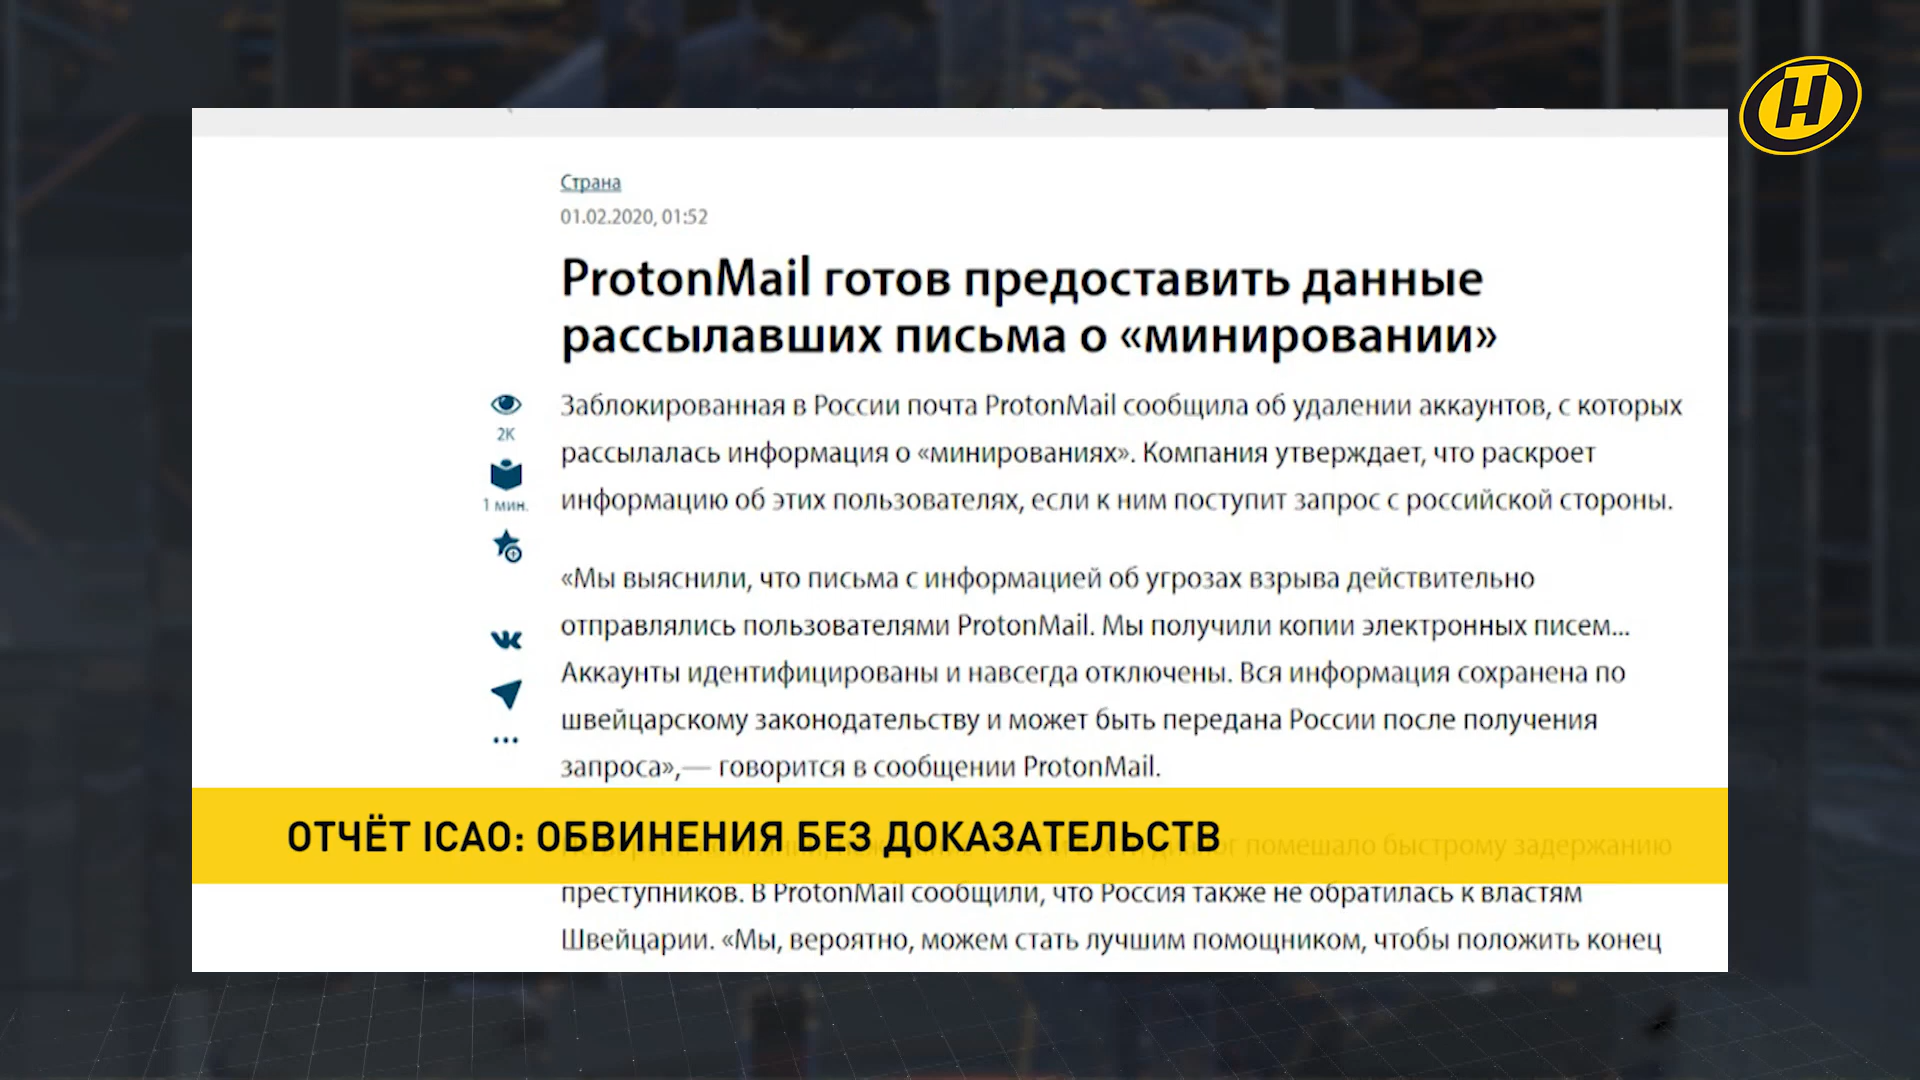 Страна
01.02.2020, 01:52
ProtonMail готов предоставить данные
рассылавших письма о «минировании»
2K
1 мин.
Заблокированная в России почта ProtonMail сообщила об удалении аккаунтов, с которых
рассылалась информация о «минированиях». Компания утверждает, что раскроет
информацию об этих пользователях, если к ним поступит запрос с российской стороны.
«Мы выяснили, что письма с информацией об угрозах взрыва действительно
отправлялись пользователями ProtonMail. Мы получили копии электронных писем...
Аккаунты идентифицированы и навсегда отключены. Вся информация сохранена по
швейцарскому законодательству и может быть передана России после получения
запроса»,— говорится в сообщении ProtonMail.
ОТЧЁТ ICAO: ОБВИНЕНИЯ БЕЗ ДОКАЗАТЕЛЬСТВ
помешало быстрому задержанию
преступников. В ProtonMail сообщили, что Россия также не обратилась к властям
Швейцарии. «Мы, вероятно, можем стать лучшим помощником, чтобы положить конец
ТН